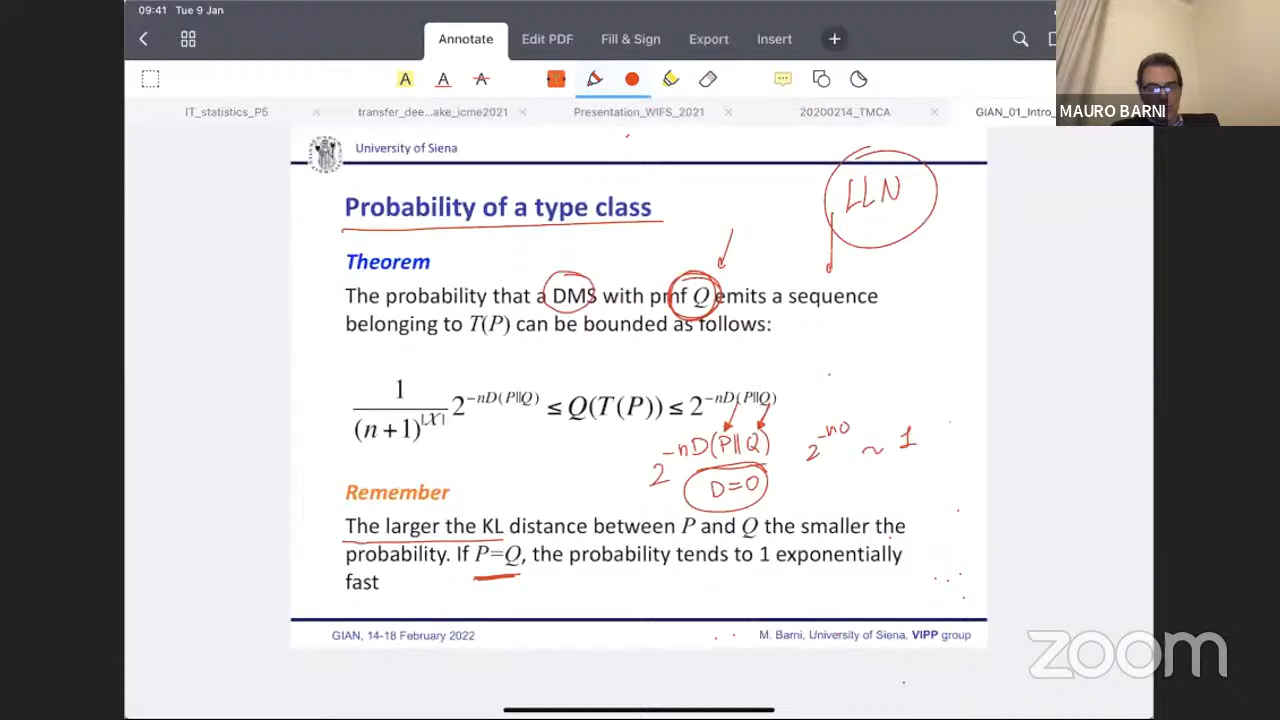 09:41 Tue 9 Jan
Annotate Edit PDF Fill & Sign Export Insert
A A A T
IT_statistics_P5 transfer_dee...ake_icme2021 Presentation_WIFS_2021 20200214_TMCA GIAN_01_Intro_
MAURO BARNI
University of Siena
LLN
Probability of a type class
Theorem
The probability that a DMS with pmf Q emits a sequence
belonging to T(P) can be bounded as follows:
1/(n+1)^|X| 2^-nD(P||Q) ≤ Q(T(P)) ≤ 2^-nD(P||Q)
2^-nD(P||Q) 2^-n0 ~ 1
D=0
Remember
The larger the KL distance between P and Q the smaller the
probability. If P=Q, the probability tends to 1 exponentially
fast
GIAN, 14-18 February 2022 M. Barni, University of Siena, VIPP group
zoom